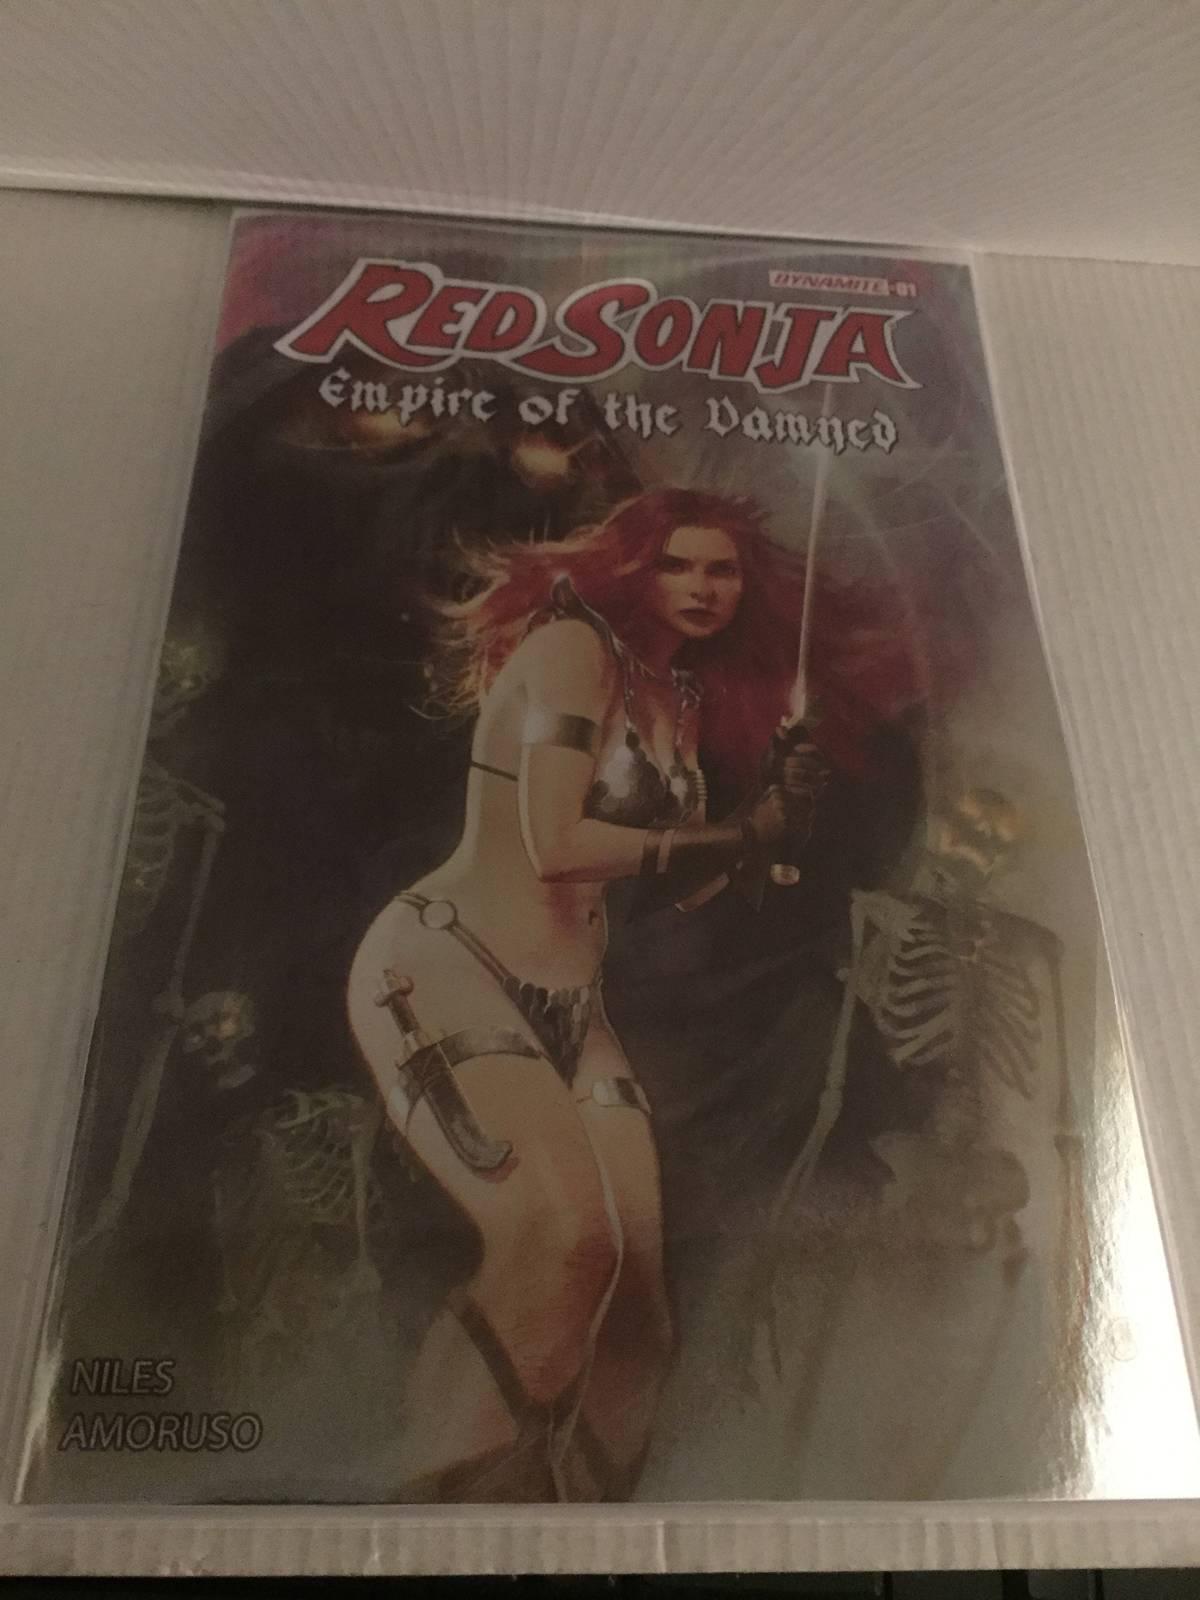 DYNAMITE #01
RED SONJA
Empire of the Damned
NILES
AMORUSO